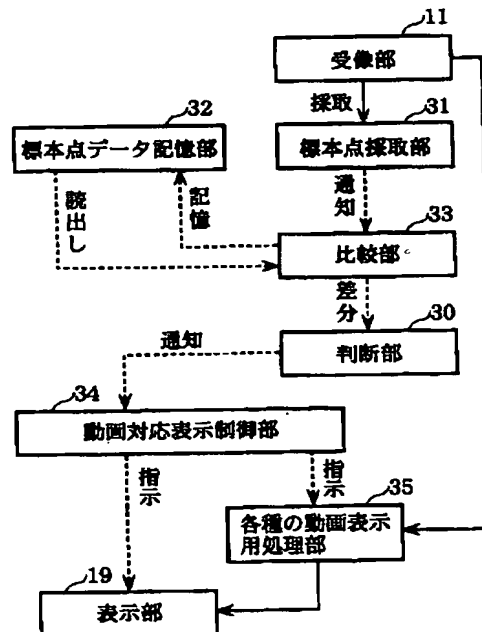 11
受像部
採取
31
32
標本点データ記憶部
標本点採取部
読出し
記憶
通知
33
比較部
差分
30
通知
判断部
34
動画対応表示制御部
指示
指示
35
各種の動画表示
用処理部
19
表示部